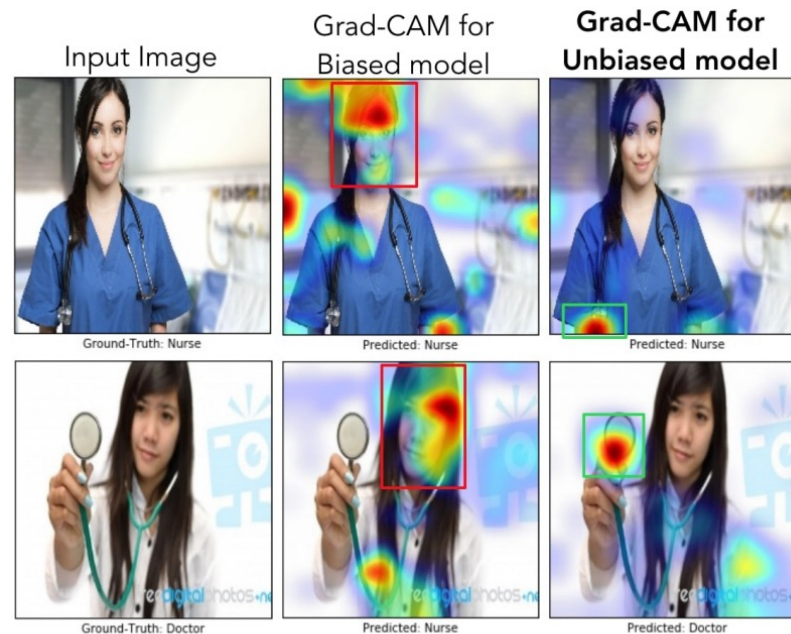 Input Image
Grad-CAM for
Biased model
Grad-CAM for
Unbiased model
Ground-Truth: Nurse
Predicted: Nurse
Predicted: Nurse
Ground-Truth: Doctor
Predicted: Nurse
Predicted: Doctor